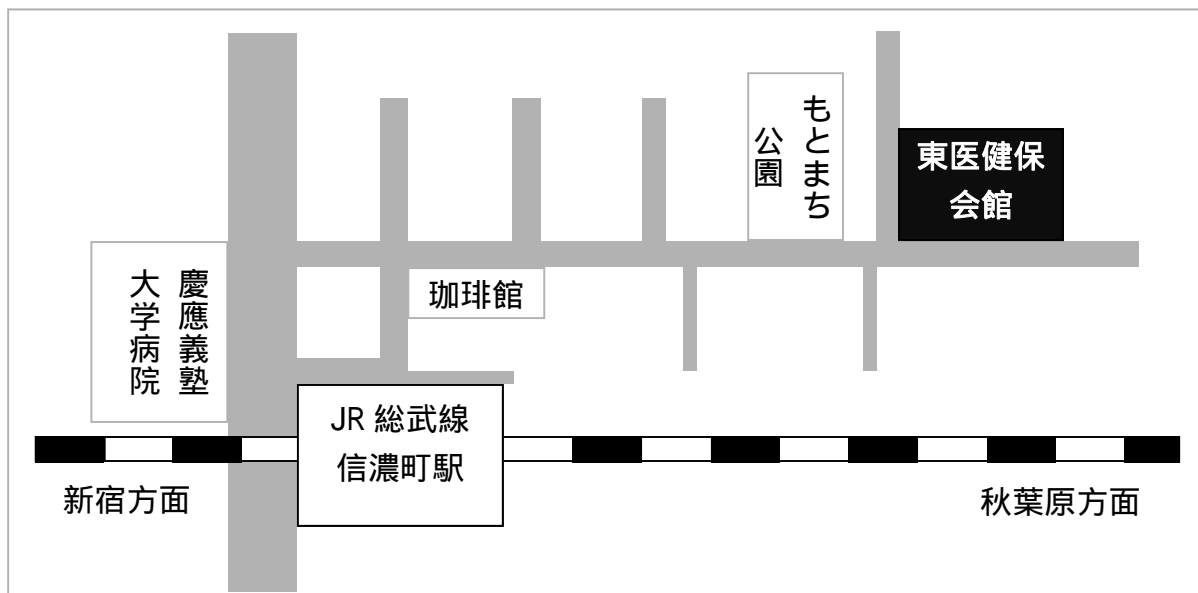 もとまち
公園
東医健保
会館
慶應義塾
大学病院
珈琲館
JR 総武線
信濃町駅
新宿方面
秋葉原方面